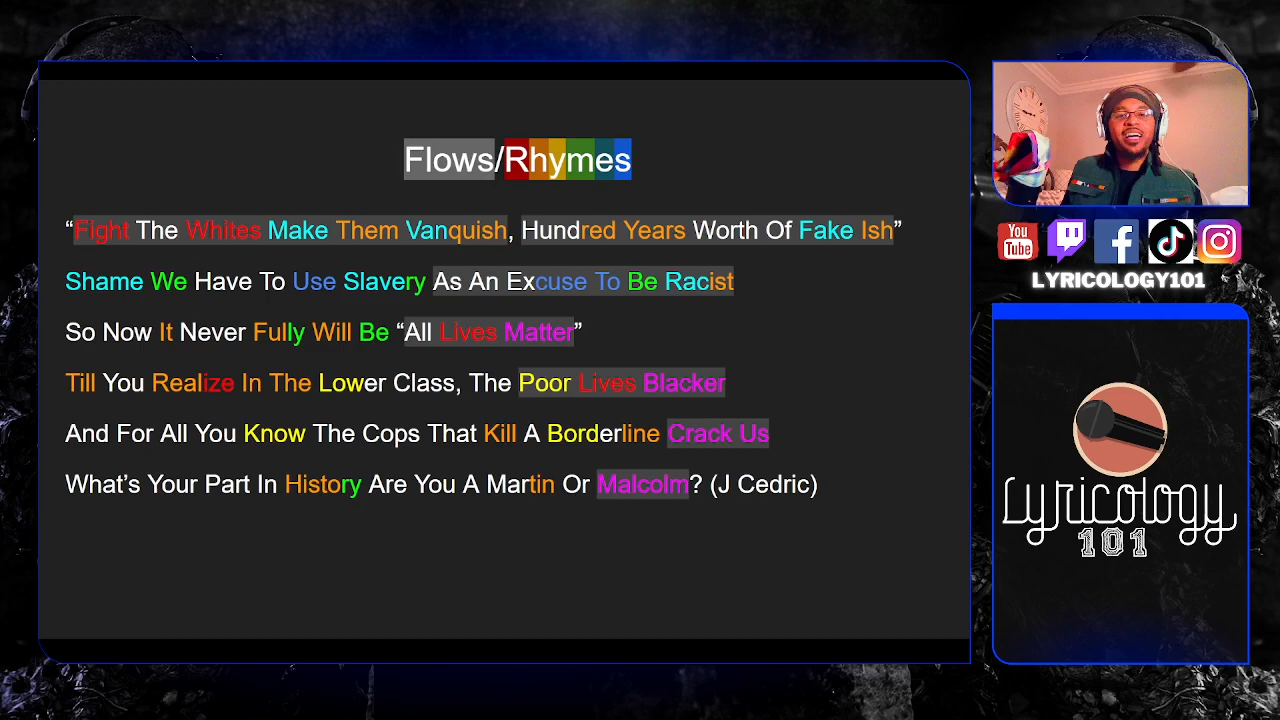 Flows/Rhymes
“Fight The Whites Make Them Vanquish, Hundred Years Worth Of Fake Ish”
Shame We Have To Use Slavery As An Excuse To Be Racist
So Now It Never Fully Will Be “All Lives Matter”
Till You Realize In The Lower Class, The Poor Lives Blacker
And For All You Know The Cops That Kill A Borderline Crack Us
What’s Your Part In History Are You A Martin Or Malcolm? (J Cedric)
You
Tube
LYRICOLOGY101
Lyricology
101